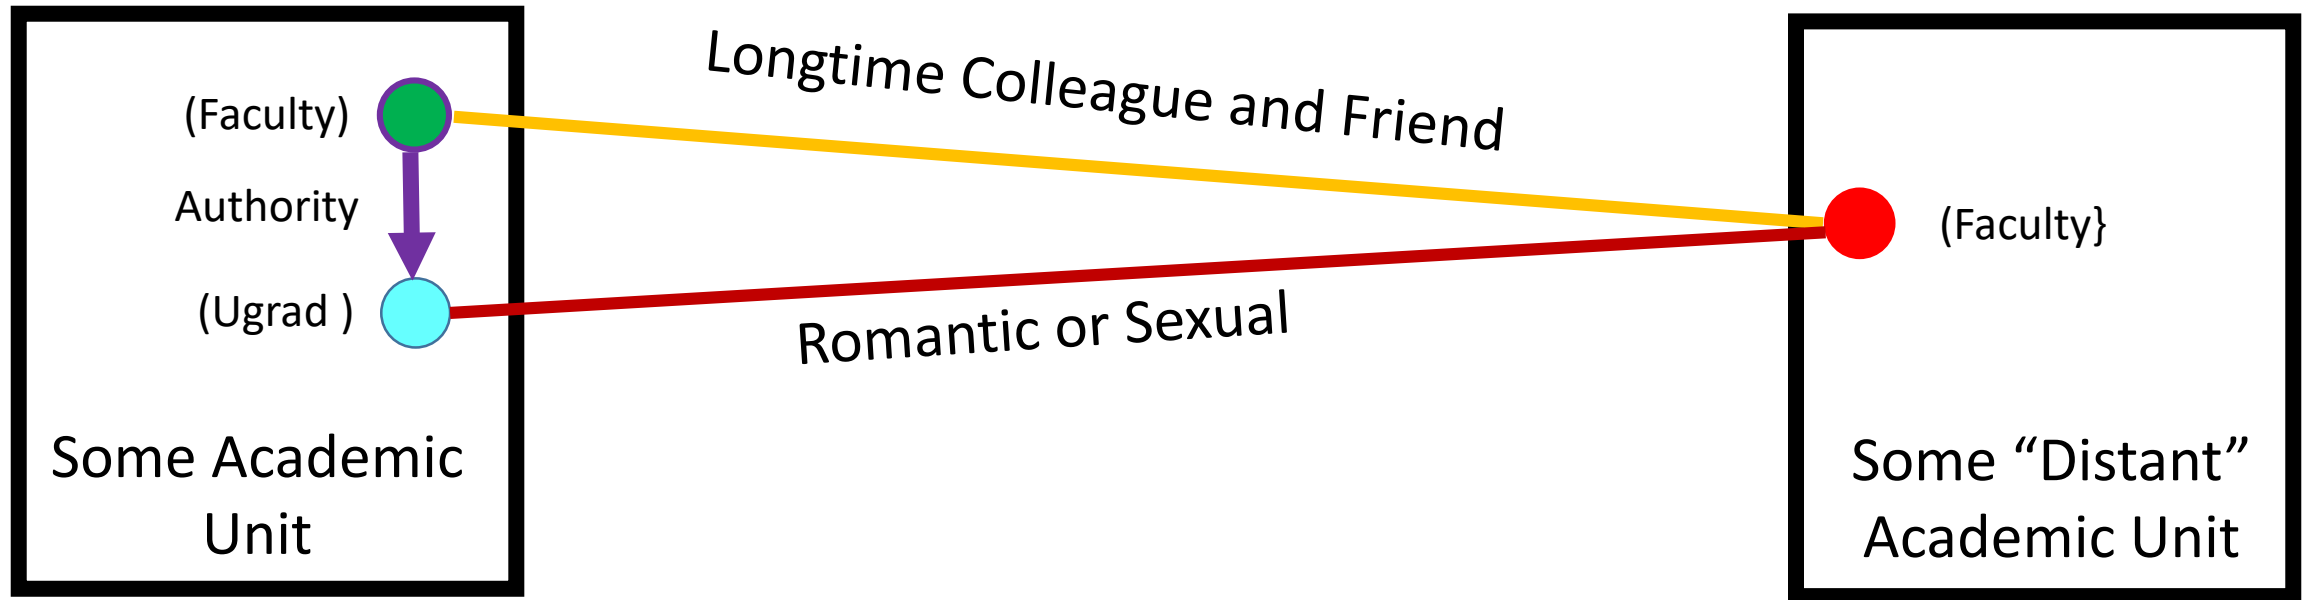 Longtime Colleague and Friend
(Faculty)
Authority
(Ugrad )
Romantic or Sexual
Some Academic
Unit
(Faculty}
Some “Distant”
Academic Unit